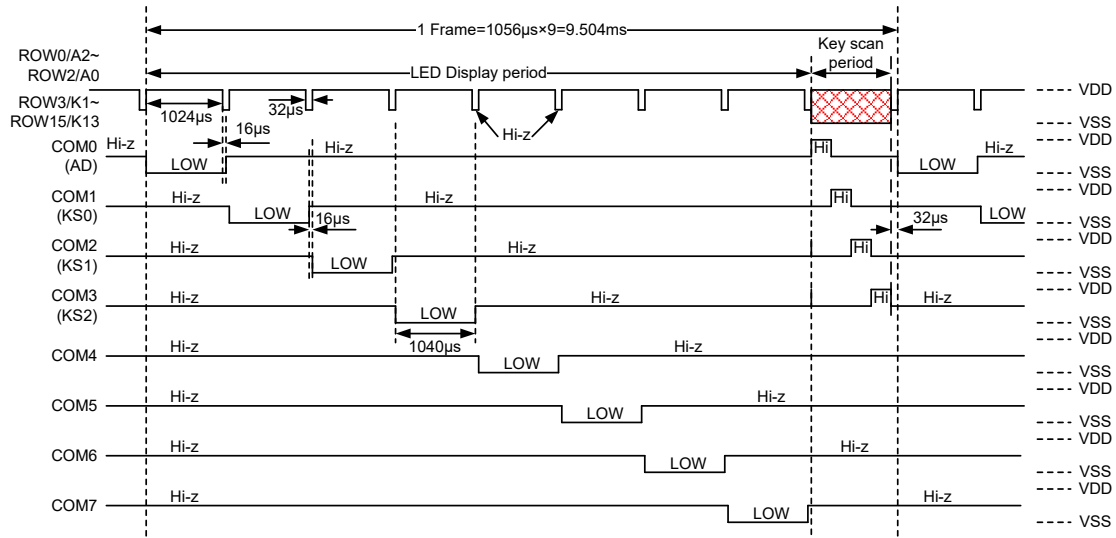 1 Frame=1056µs×9=9.504ms
Key scan
period
ROW0/A2~
ROW2/A0
LED Display period
VDD
ROW3/K1~
ROW15/K13
1024µs
32µs
16µs
Hi-z
VSS
VDD
COM0
(AD)
Hi-z
LOW
Hi-z
Hi
Hi-z
LOW
Hi-z
VSS
VDD
COM1
(KS0)
Hi-z
LOW
16µs
Hi-z
Hi
32µs
LOW
VSS
VDD
COM2
(KS1)
Hi-z
LOW
Hi-z
Hi
VSS
VDD
COM3
(KS2)
Hi-z
LOW
1040µs
Hi-z
Hi
Hi-z
VSS
VDD
COM4
Hi-z
LOW
Hi-z
VSS
VDD
COM5
Hi-z
LOW
Hi-z
VSS
VDD
COM6
Hi-z
LOW
Hi-z
VSS
VDD
COM7
Hi-z
LOW
Hi-z
VSS